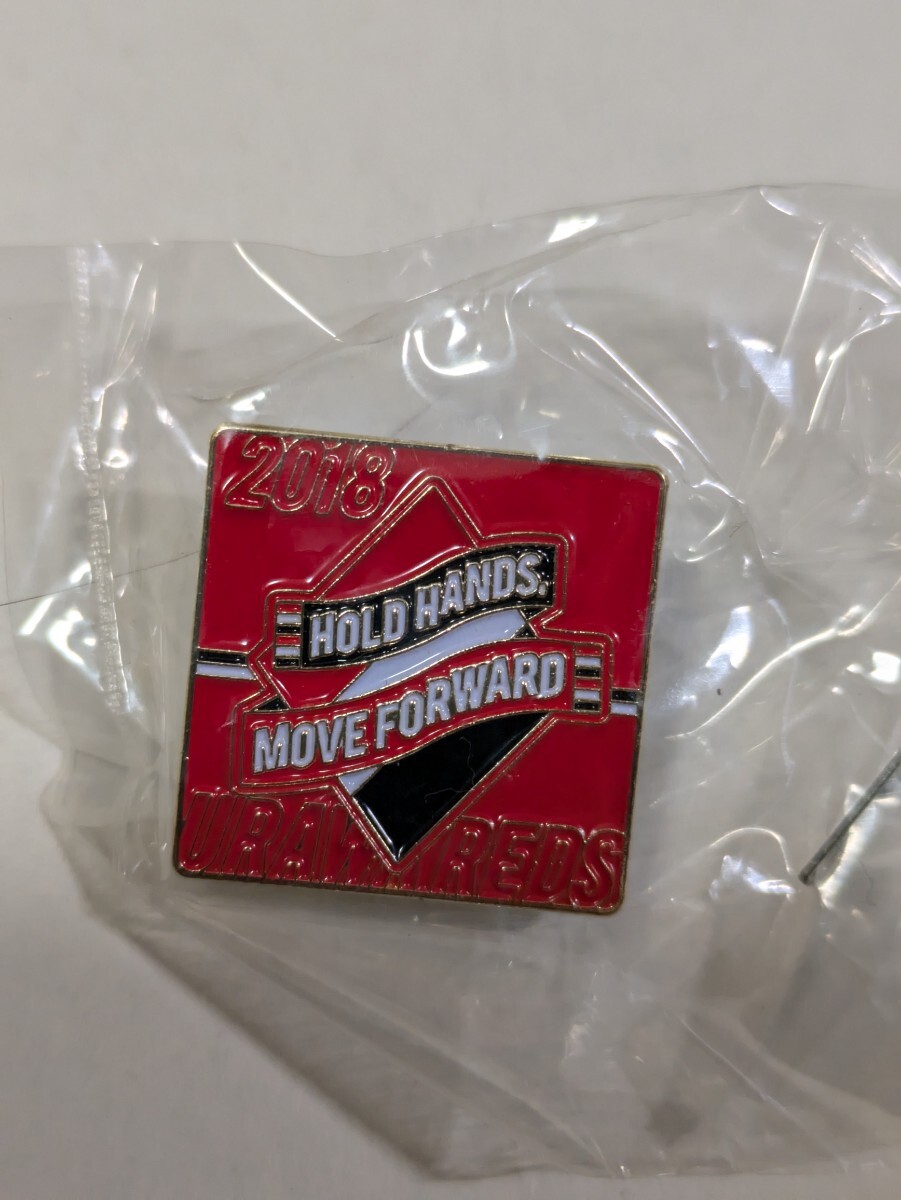 2018
HOLD HANDS.
MOVE FORWARD
URAWA REDS